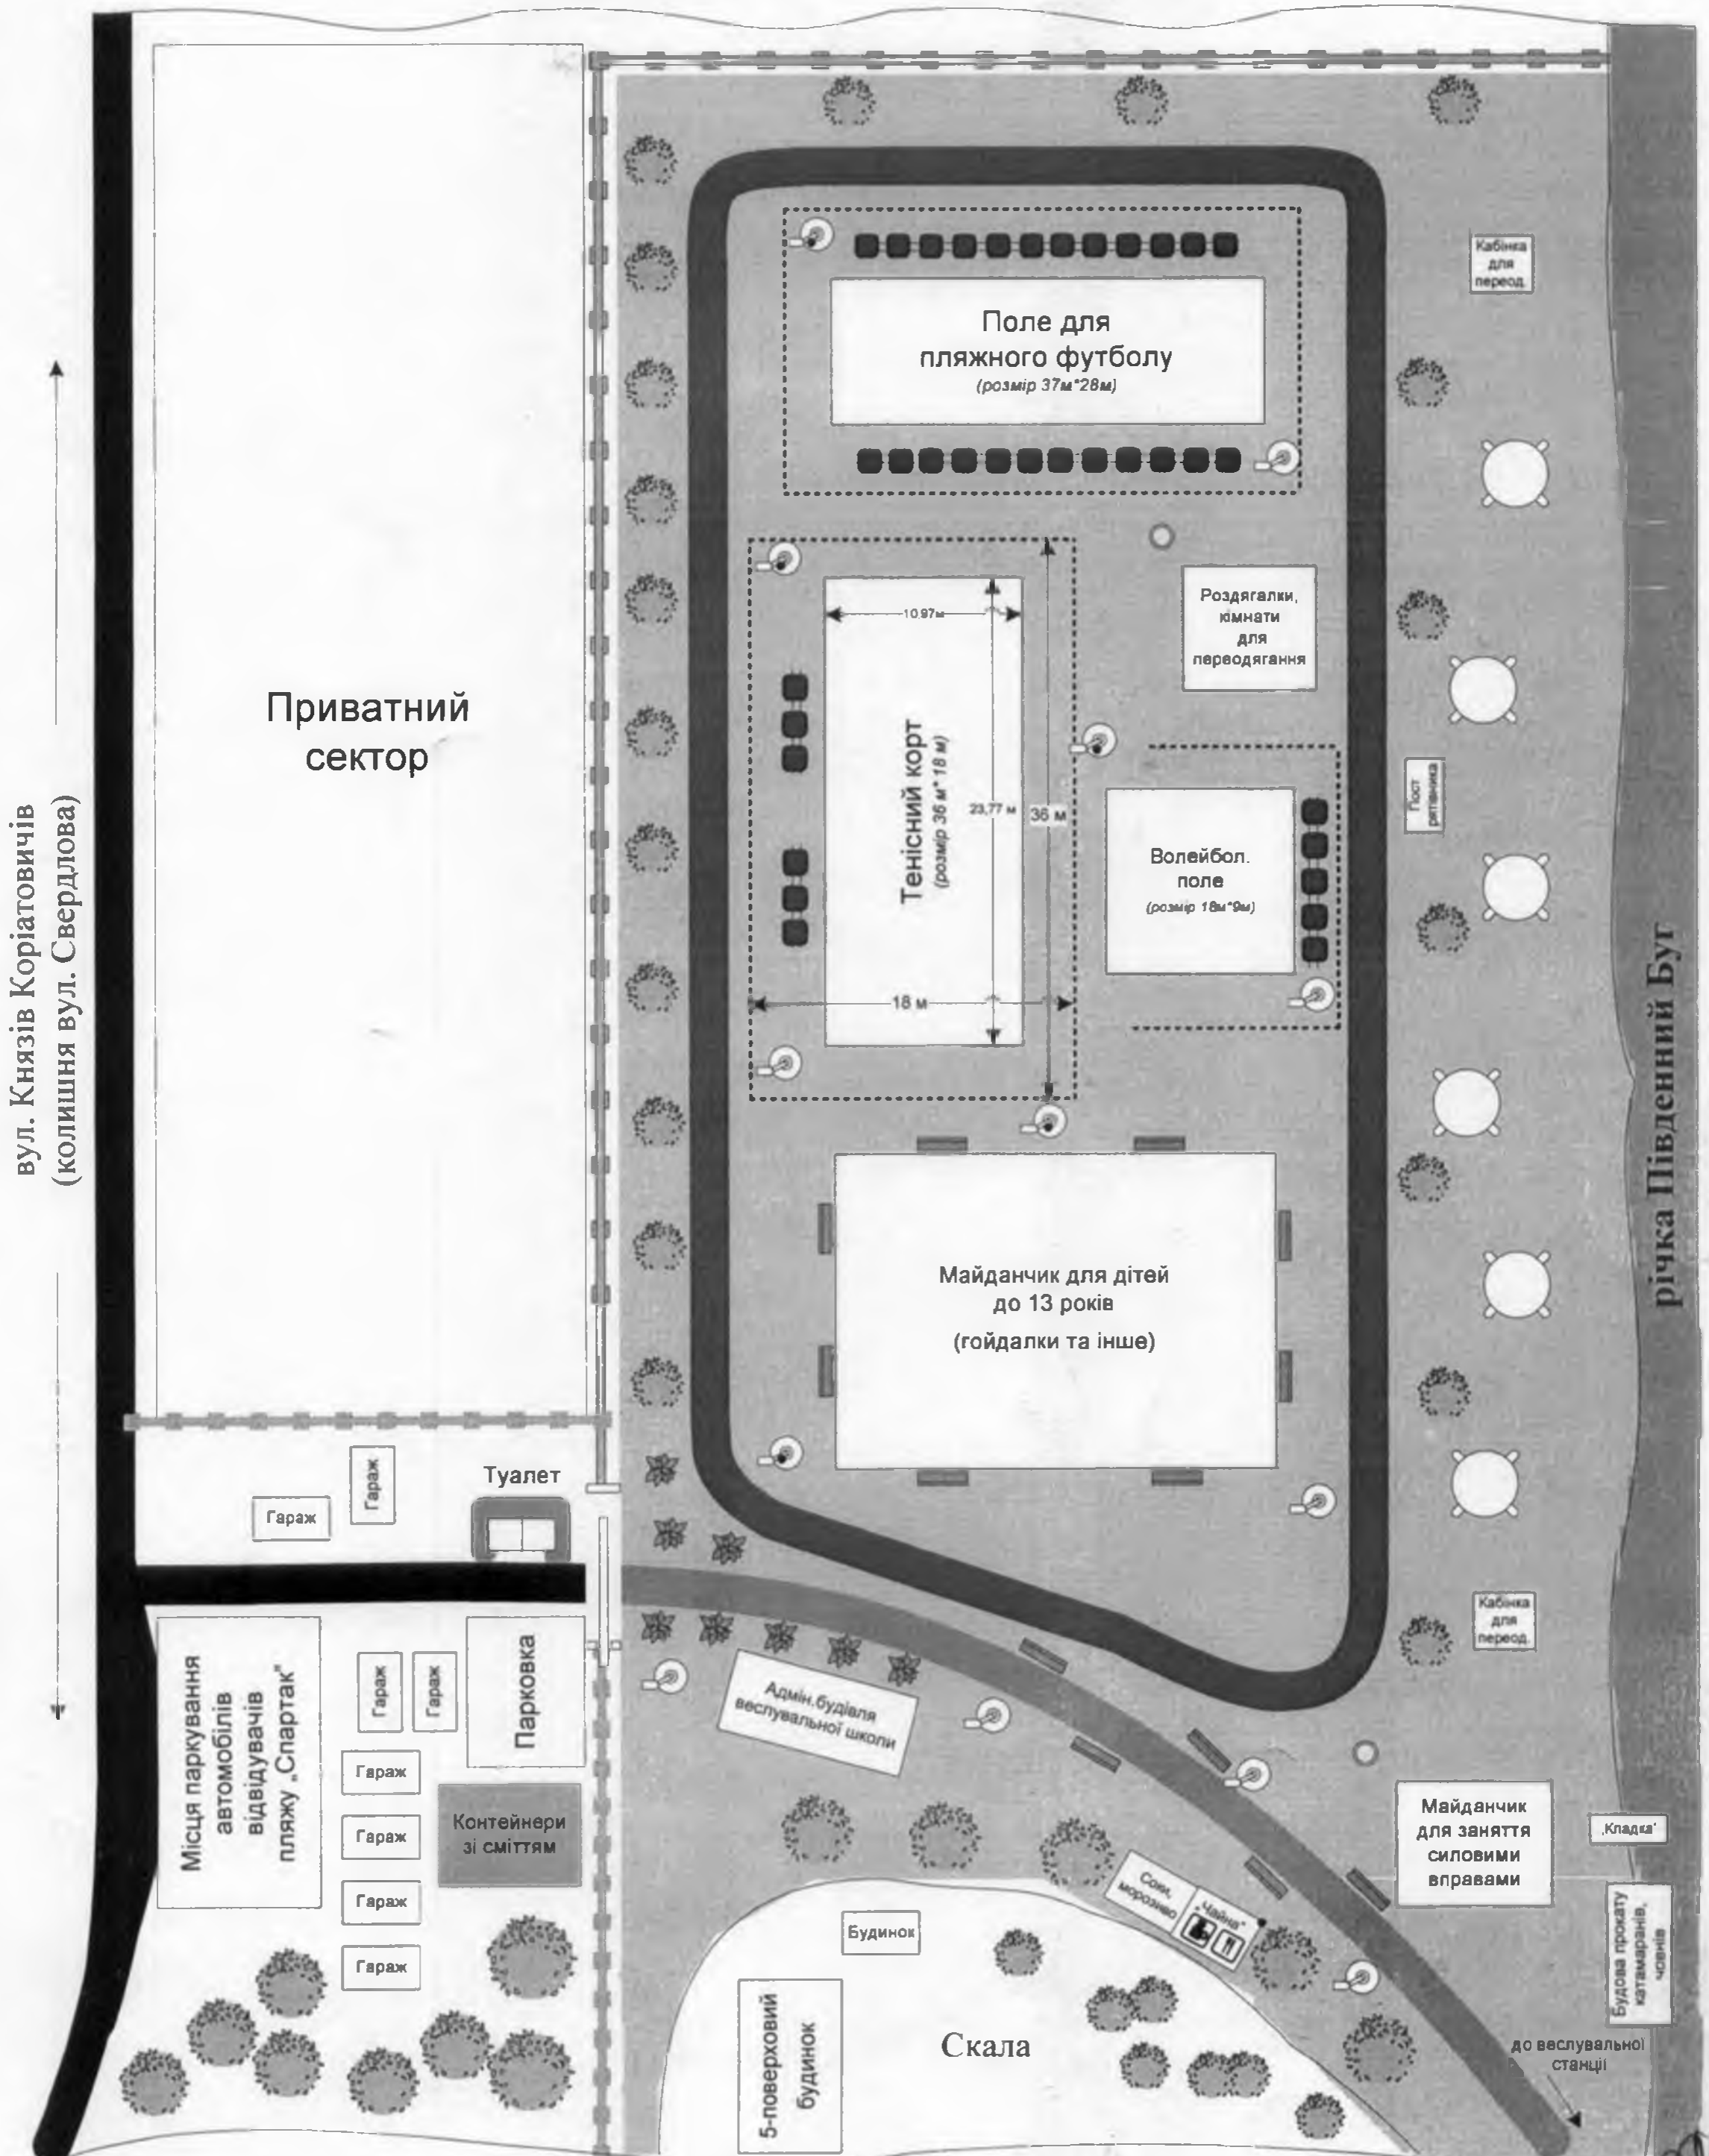 вул. Князів Коріатовичів
(колишня вул. Свердлова)
Приватний
сектор
Поле для
пляжного футболу
(розмір 37м*28м)
Кабінка
для
переод.
10,97м
Тенісний корт
(розмір 36 м* 18 м)
23,77 м
36 м
18 м
Роздягалки,
кімнати
для
переодягання
Волейбол.
поле
(розмір 18м*9м)
Пост
рятівника
річка Південний Буг
Майданчик для дітей
до 13 років
(гойдалки та інше)
Гараж
Гараж
Туалет
Кабінка
для
переод.
Місця паркування
автомобілів
відвідувачів
пляжу „Спартак"
Гараж
Гараж
Парковка
Гараж
Гараж
Гараж
Гараж
Контейнери
зі сміттям
Адмін.будівля
веслувальної школи
Майданчик
для заняття
силовими
вправами
„Кладка"
Соки,
морозиво
„Чайна"
Будова прокату
катамаранів,
човнів
Будинок
5-поверховий
будинок
Скала
до веслувальної
станції